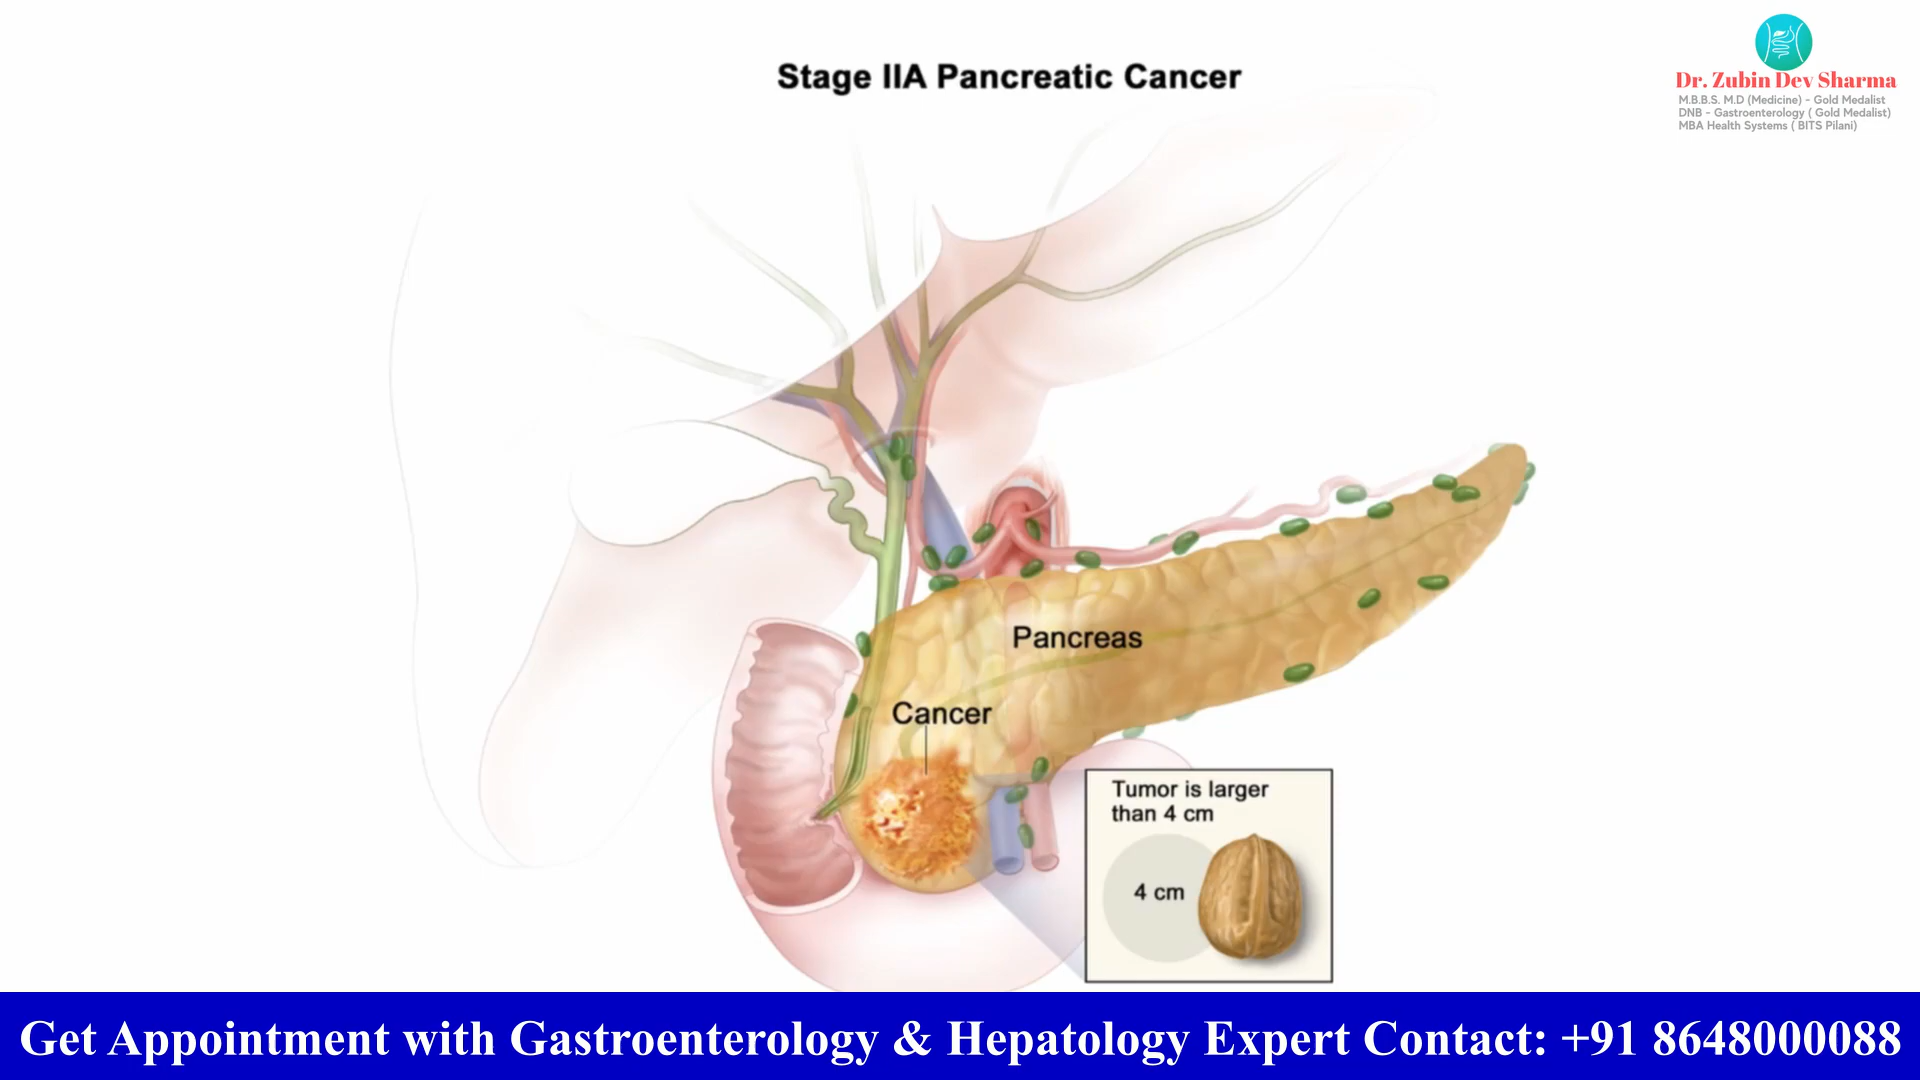 Stage IIA Pancreatic Cancer
Dr. Zubin Dev Sharma
M.B.B.S. M.D (Medicine) - Gold Medalist
DNB - Gastroenterology ( Gold Medalist)
MBA Health Systems ( BITS Pilani)
Pancreas
Cancer
Tumor is larger
than 4 cm
4 cm
Get Appointment with Gastroenterology & Hepatology Expert Contact: +91 8648000088